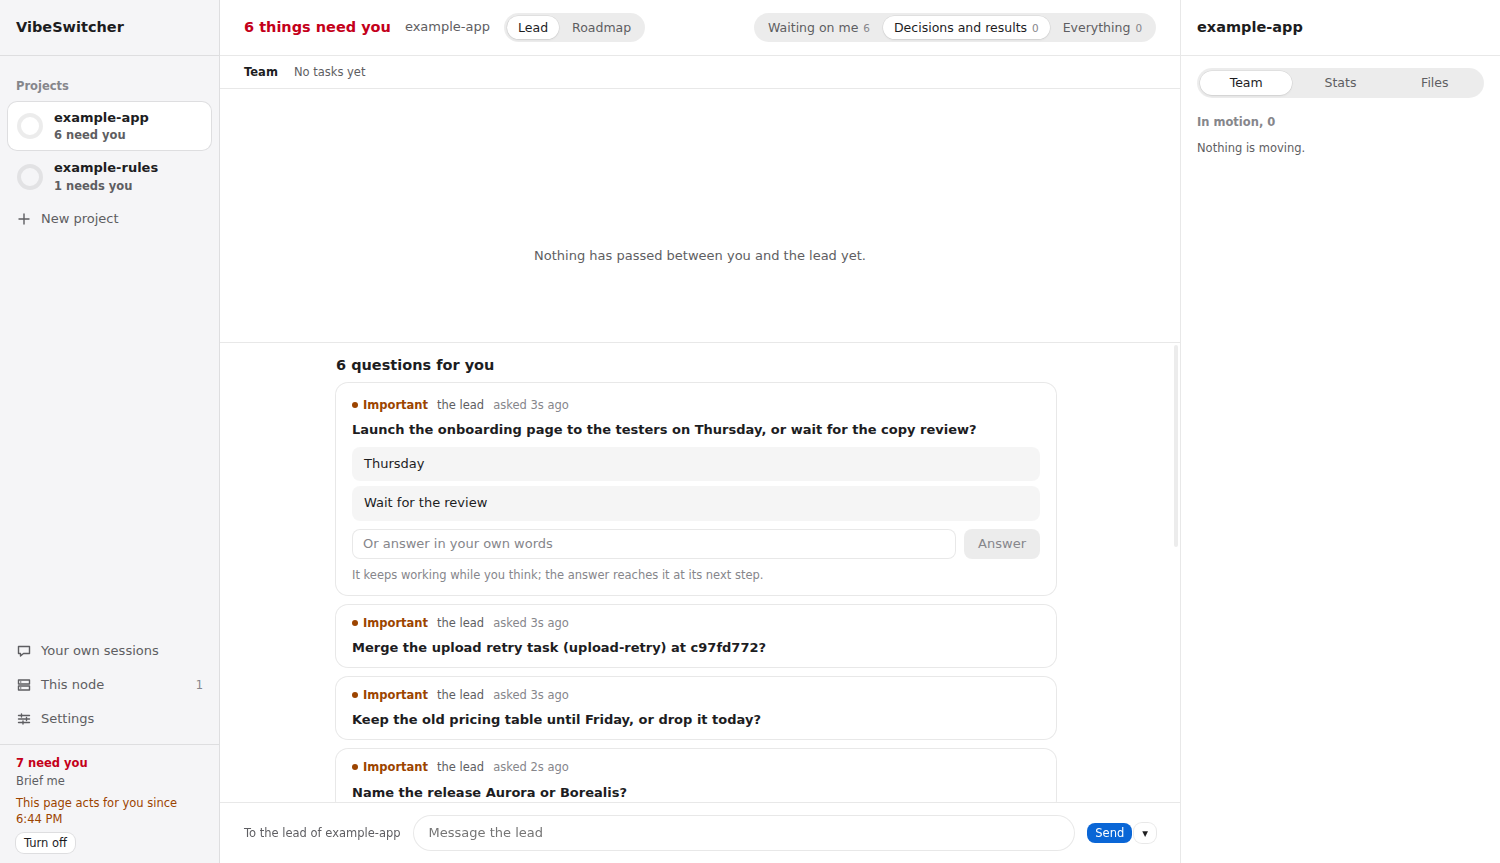 VibeSwitcher
Projects
example-app
6 need you
example-rules
1 needs you
New project
Your own sessions
This node 1
Settings
7 need you
Brief me
This page acts for you since
6:44 PM
Turn off
6 things need you example-app Lead Roadmap Waiting on me 6 Decisions and results 0 Everything 0
Team No tasks yet
Nothing has passed between you and the lead yet.
6 questions for you
Important the lead asked 3s ago
Launch the onboarding page to the testers on Thursday, or wait for the copy review?
Thursday
Wait for the review
Or answer in your own words Answer
It keeps working while you think; the answer reaches it at its next step.
Important the lead asked 3s ago
Merge the upload retry task (upload-retry) at c97fd772?
Important the lead asked 3s ago
Keep the old pricing table until Friday, or drop it today?
Important the lead asked 2s ago
Name the release Aurora or Borealis?
To the lead of example-app Message the lead Send
example-app
Team Stats Files
In motion, 0
Nothing is moving.